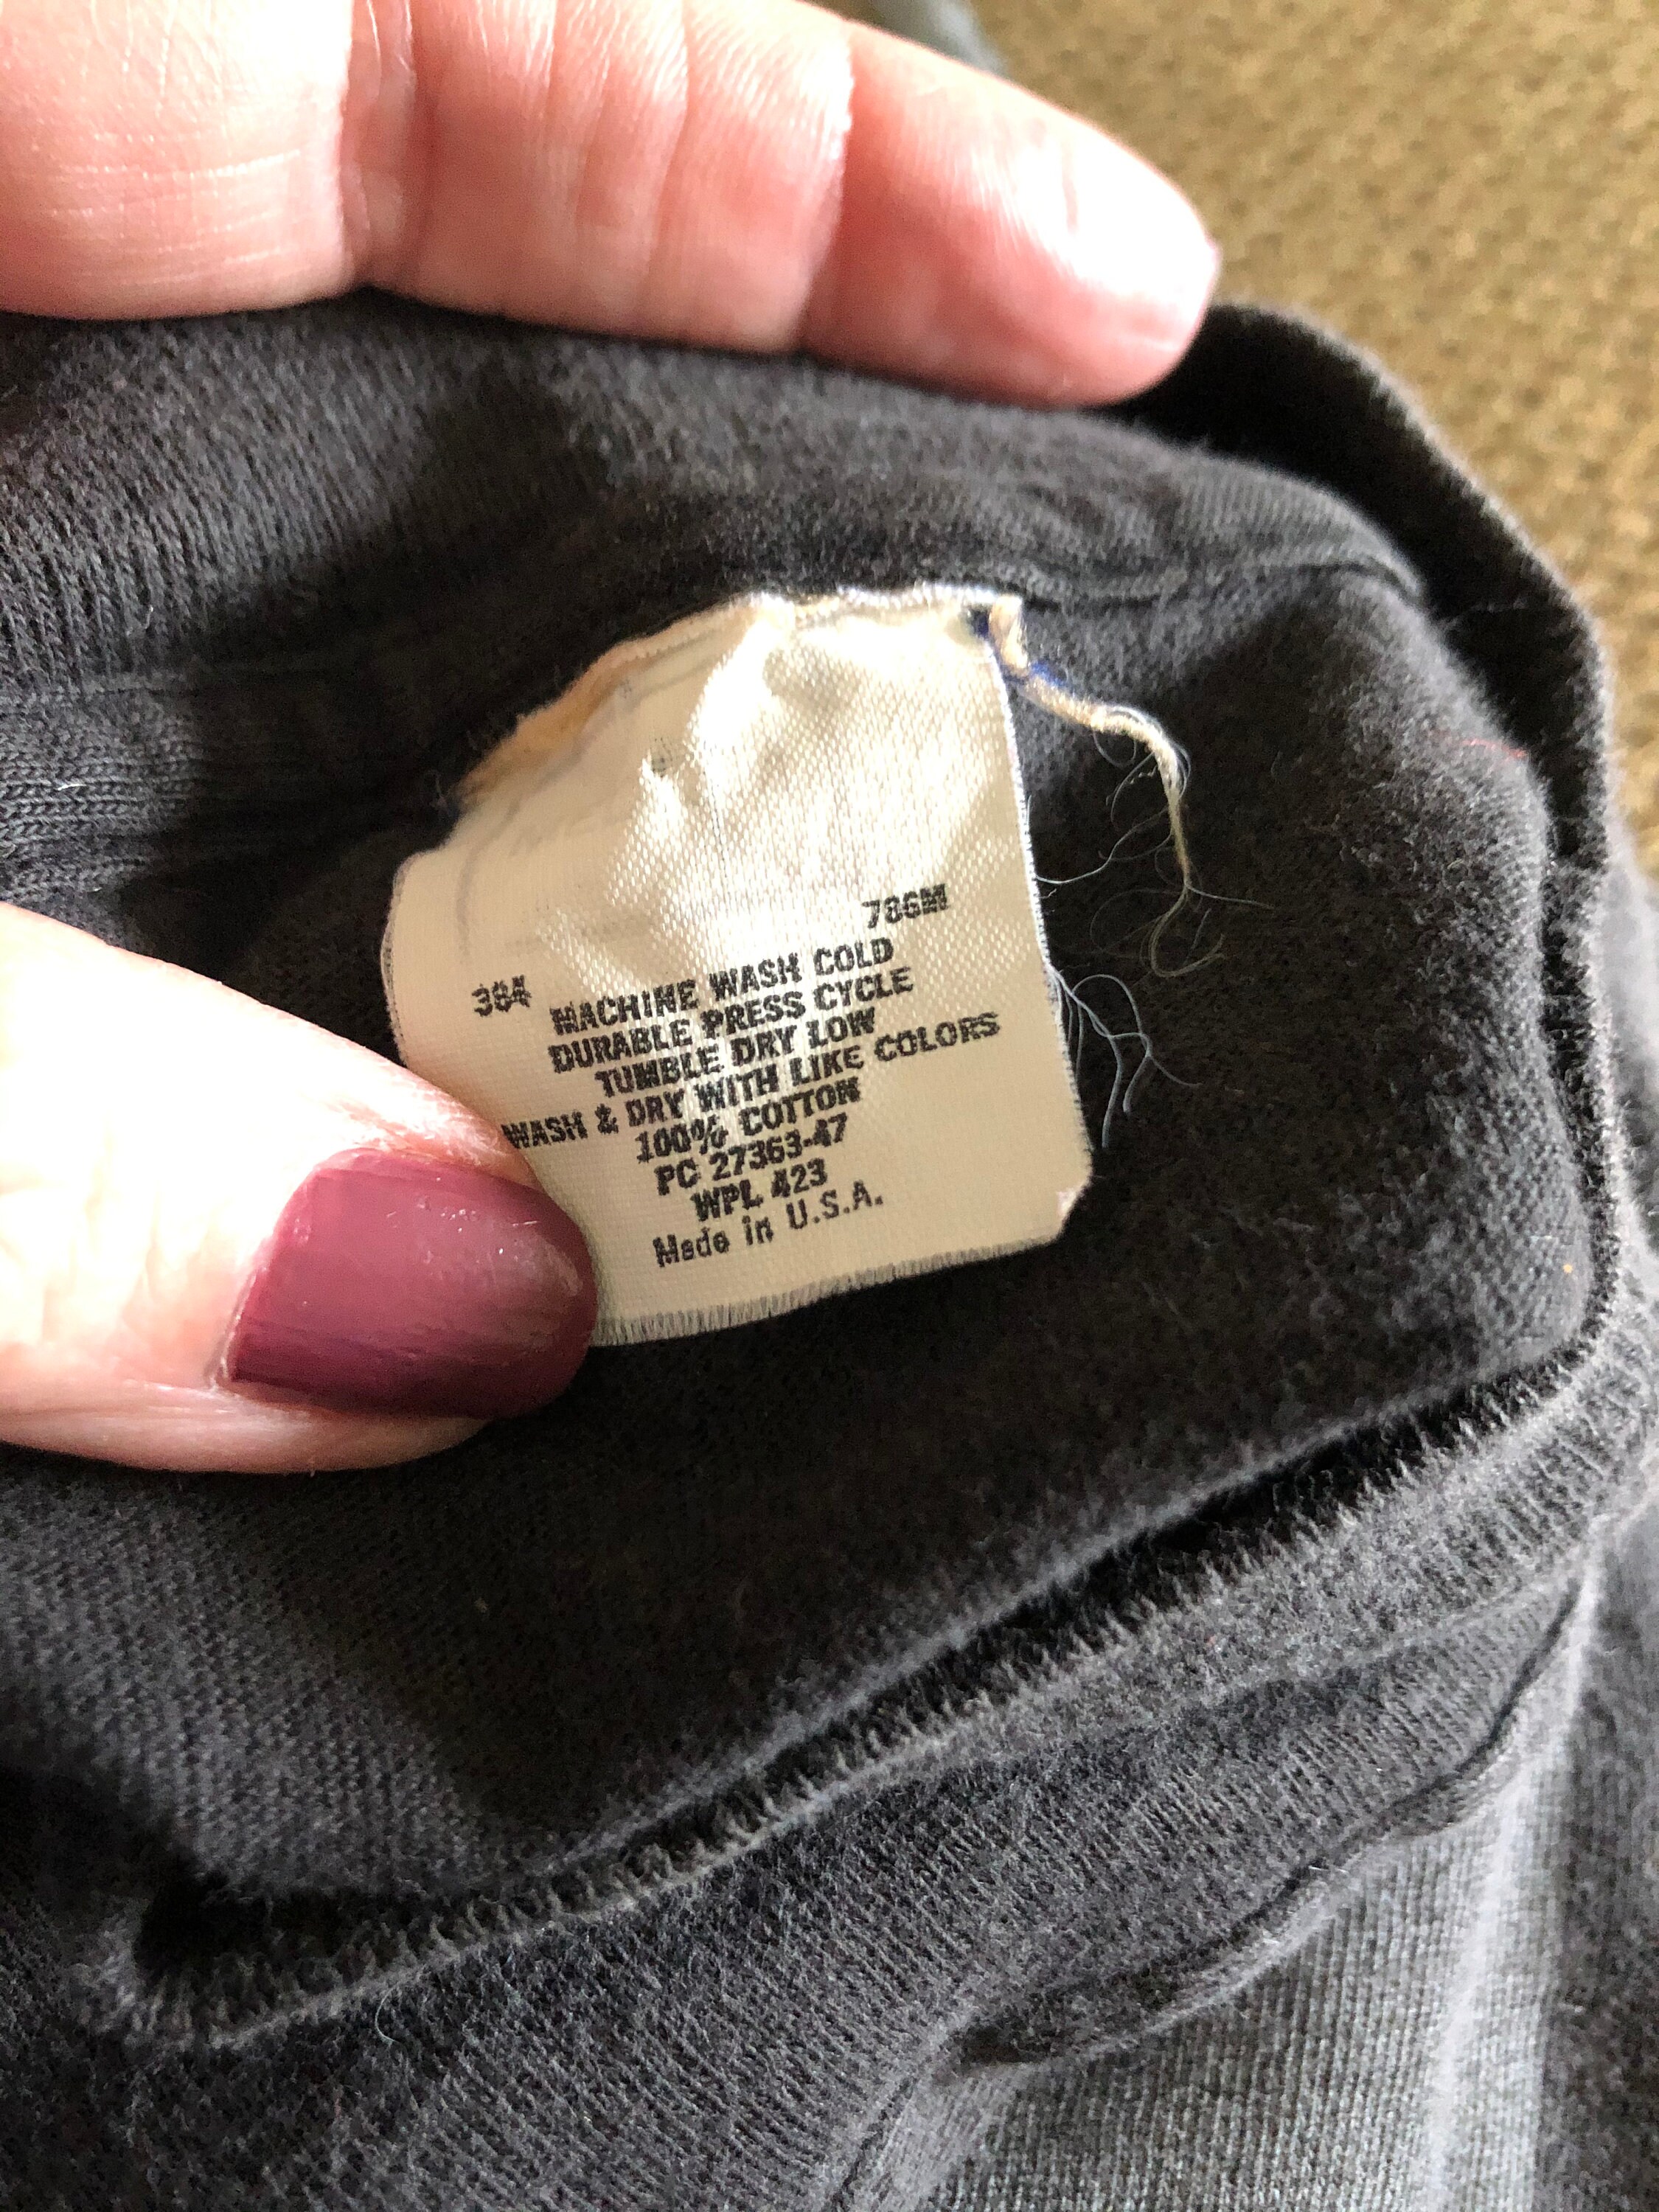 786M
384
MACHINE WASH COLD
DURABLE PRESS CYCLE
TUMBLE DRY LOW
WASH & DRY WITH LIKE COLORS
100% COTTON
PC 27363-47
WPL 423
Made in U.S.A.